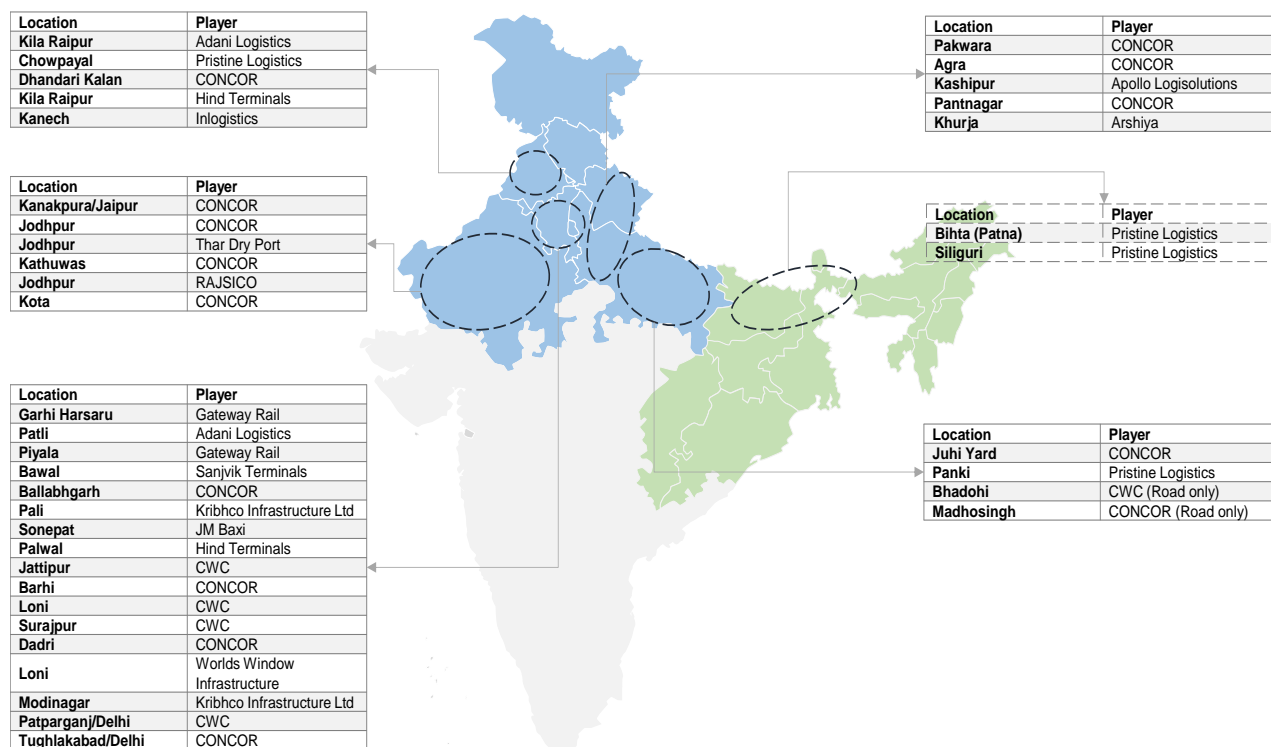 Location Player
Kila Raipur Adani Logistics
Chowpayal Pristine Logistics
Dhandari Kalan CONCOR
Kila Raipur Hind Terminals
Kanech Inlogistics
Location Player
Kanakpura/Jaipur CONCOR
Jodhpur CONCOR
Jodhpur Thar Dry Port
Kathuwas CONCOR
Jodhpur RAJSICO
Kota CONCOR
Location Player
Garhi Harsaru Gateway Rail
Patli Adani Logistics
Piyala Gateway Rail
Bawal Sanjvik Terminals
Ballabhgarh CONCOR
Pali Kribhco Infrastructure Ltd
Sonepat JM Baxi
Palwal Hind Terminals
Jattipur CWC
Barhi CONCOR
Loni CWC
Surajpur CWC
Dadri CONCOR
Loni Worlds Window
Infrastructure
Modinagar Kribhco Infrastructure Ltd
Patparganj/Delhi CWC
Tughlakabad/Delhi CONCOR
Location Player
Pakwara CONCOR
Agra CONCOR
Kashipur Apollo Logisolutions
Pantnagar CONCOR
Khurja Arshiya
Location Player
Bihta (Patna) Pristine Logistics
Siliguri Pristine Logistics
Location Player
Juhi Yard CONCOR
Panki Pristine Logistics
Bhadohi CWC (Road only)
Madhosingh CONCOR (Road only)